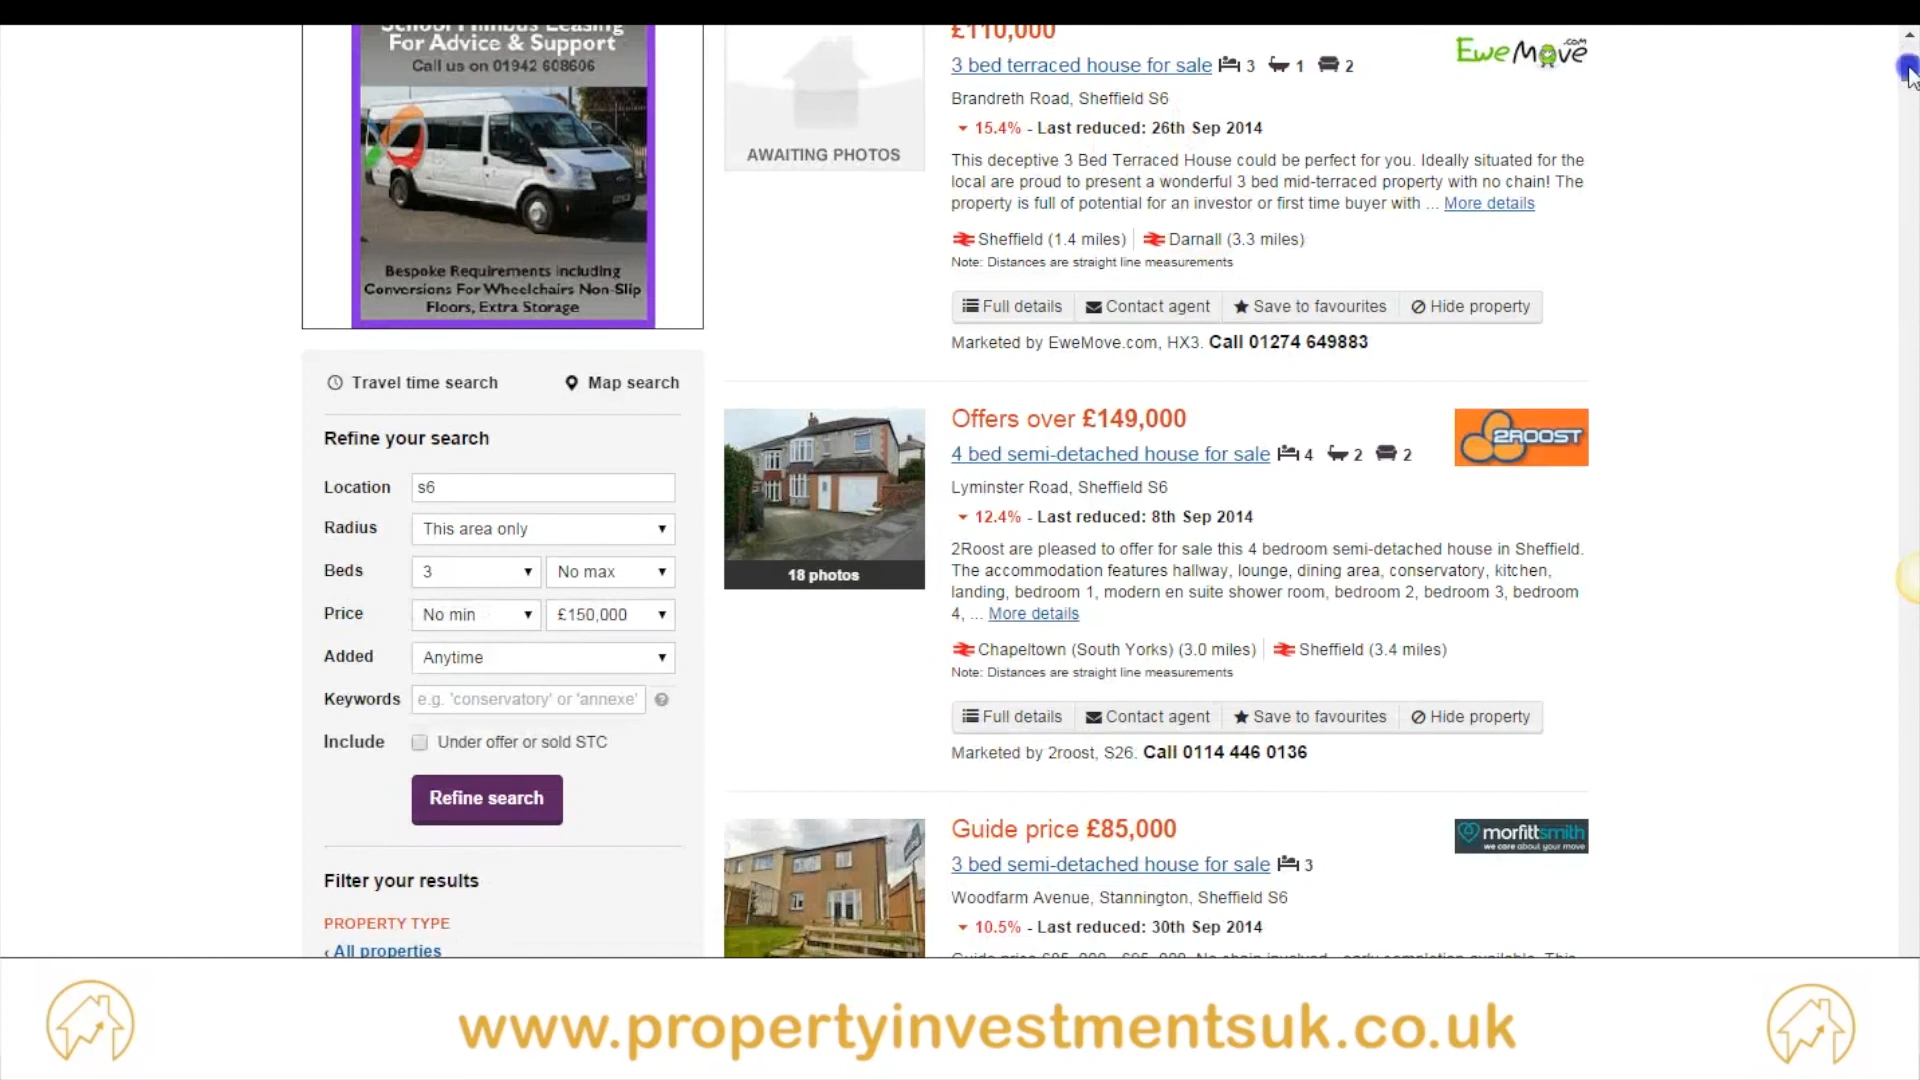 School Minibus Leasing
For Advice & Support
Call us on 01942 608606
Bespoke Requirements Including
Conversions For Wheelchairs Non-Slip
Floors, Extra Storage
Travel time search
Map search
Refine your search
Location s6
Radius This area only
Beds 3 No max
Price No min £150,000
Added Anytime
Keywords e.g. 'conservatory' or 'annexe'
Include Under offer or sold STC
Refine search
Filter your results
PROPERTY TYPE
‹ All properties
AWAITING PHOTOS
£110,000
EweMove.com
3 bed terraced house for sale 3 1 2
Brandreth Road, Sheffield S6
15.4% - Last reduced: 26th Sep 2014
This deceptive 3 Bed Terraced House could be perfect for you. Ideally situated for the
local are proud to present a wonderful 3 bed mid-terraced property with no chain! The
property is full of potential for an investor or first time buyer with ... More details
Sheffield (1.4 miles) Darnall (3.3 miles)
Note: Distances are straight line measurements
Full details Contact agent Save to favourites Hide property
Marketed by EweMove.com, HX3. Call 01274 649883
18 photos
Offers over £149,000
2ROOST
4 bed semi-detached house for sale 4 2 2
Lyminster Road, Sheffield S6
12.4% - Last reduced: 8th Sep 2014
2Roost are pleased to offer for sale this 4 bedroom semi-detached house in Sheffield.
The accommodation features hallway, lounge, dining area, conservatory, kitchen,
landing, bedroom 1, modern en suite shower room, bedroom 2, bedroom 3, bedroom
4, ... More details
Chapeltown (South Yorks) (3.0 miles) Sheffield (3.4 miles)
Note: Distances are straight line measurements
Full details Contact agent Save to favourites Hide property
Marketed by 2roost, S26. Call 0114 446 0136
Guide price £85,000
morfittsmith
we care about your move
3 bed semi-detached house for sale 3
Woodfarm Avenue, Stannington, Sheffield S6
10.5% - Last reduced: 30th Sep 2014
www.propertyinvestmentsuk.co.uk